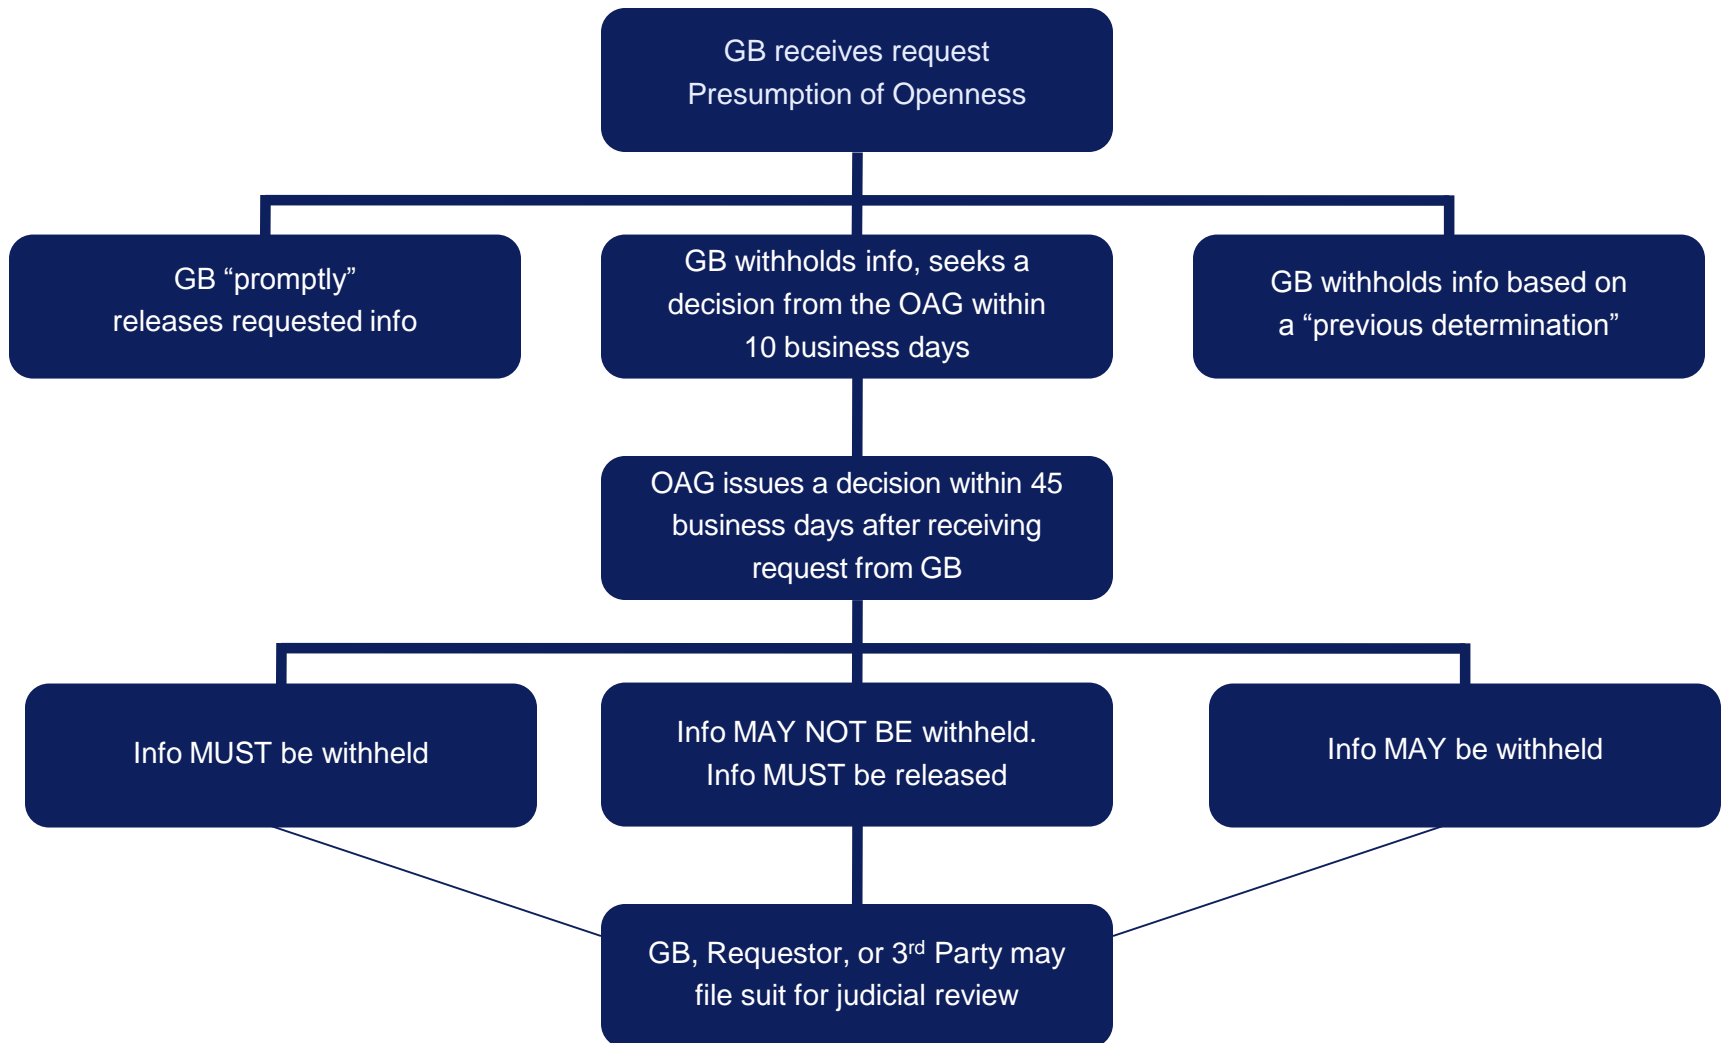 GB receives request
Presumption of Openness
GB “promptly”
releases requested info
GB withholds info, seeks a
decision from the OAG within
10 business days
GB withholds info based on
a “previous determination”
OAG issues a decision within 45
business days after receiving
request from GB
Info MUST be withheld
Info MAY NOT BE withheld.
Info MUST be released
Info MAY be withheld
GB, Requestor, or 3rd Party may
file suit for judicial review